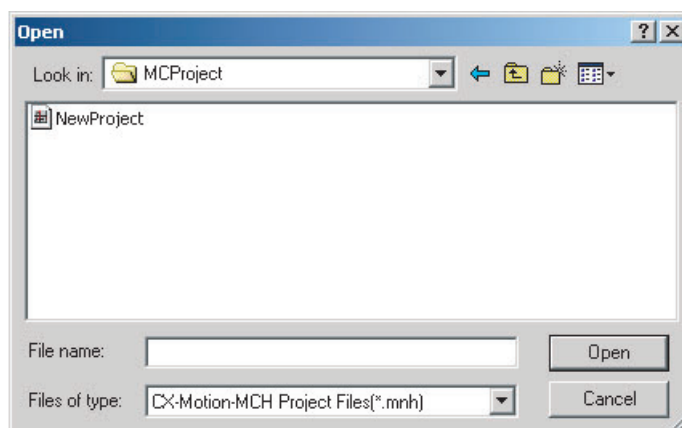 Open
Look in: MCProject
NewProject
File name: Open
Files of type: CX-Motion-MCH Project Files(*.mnh) Cancel